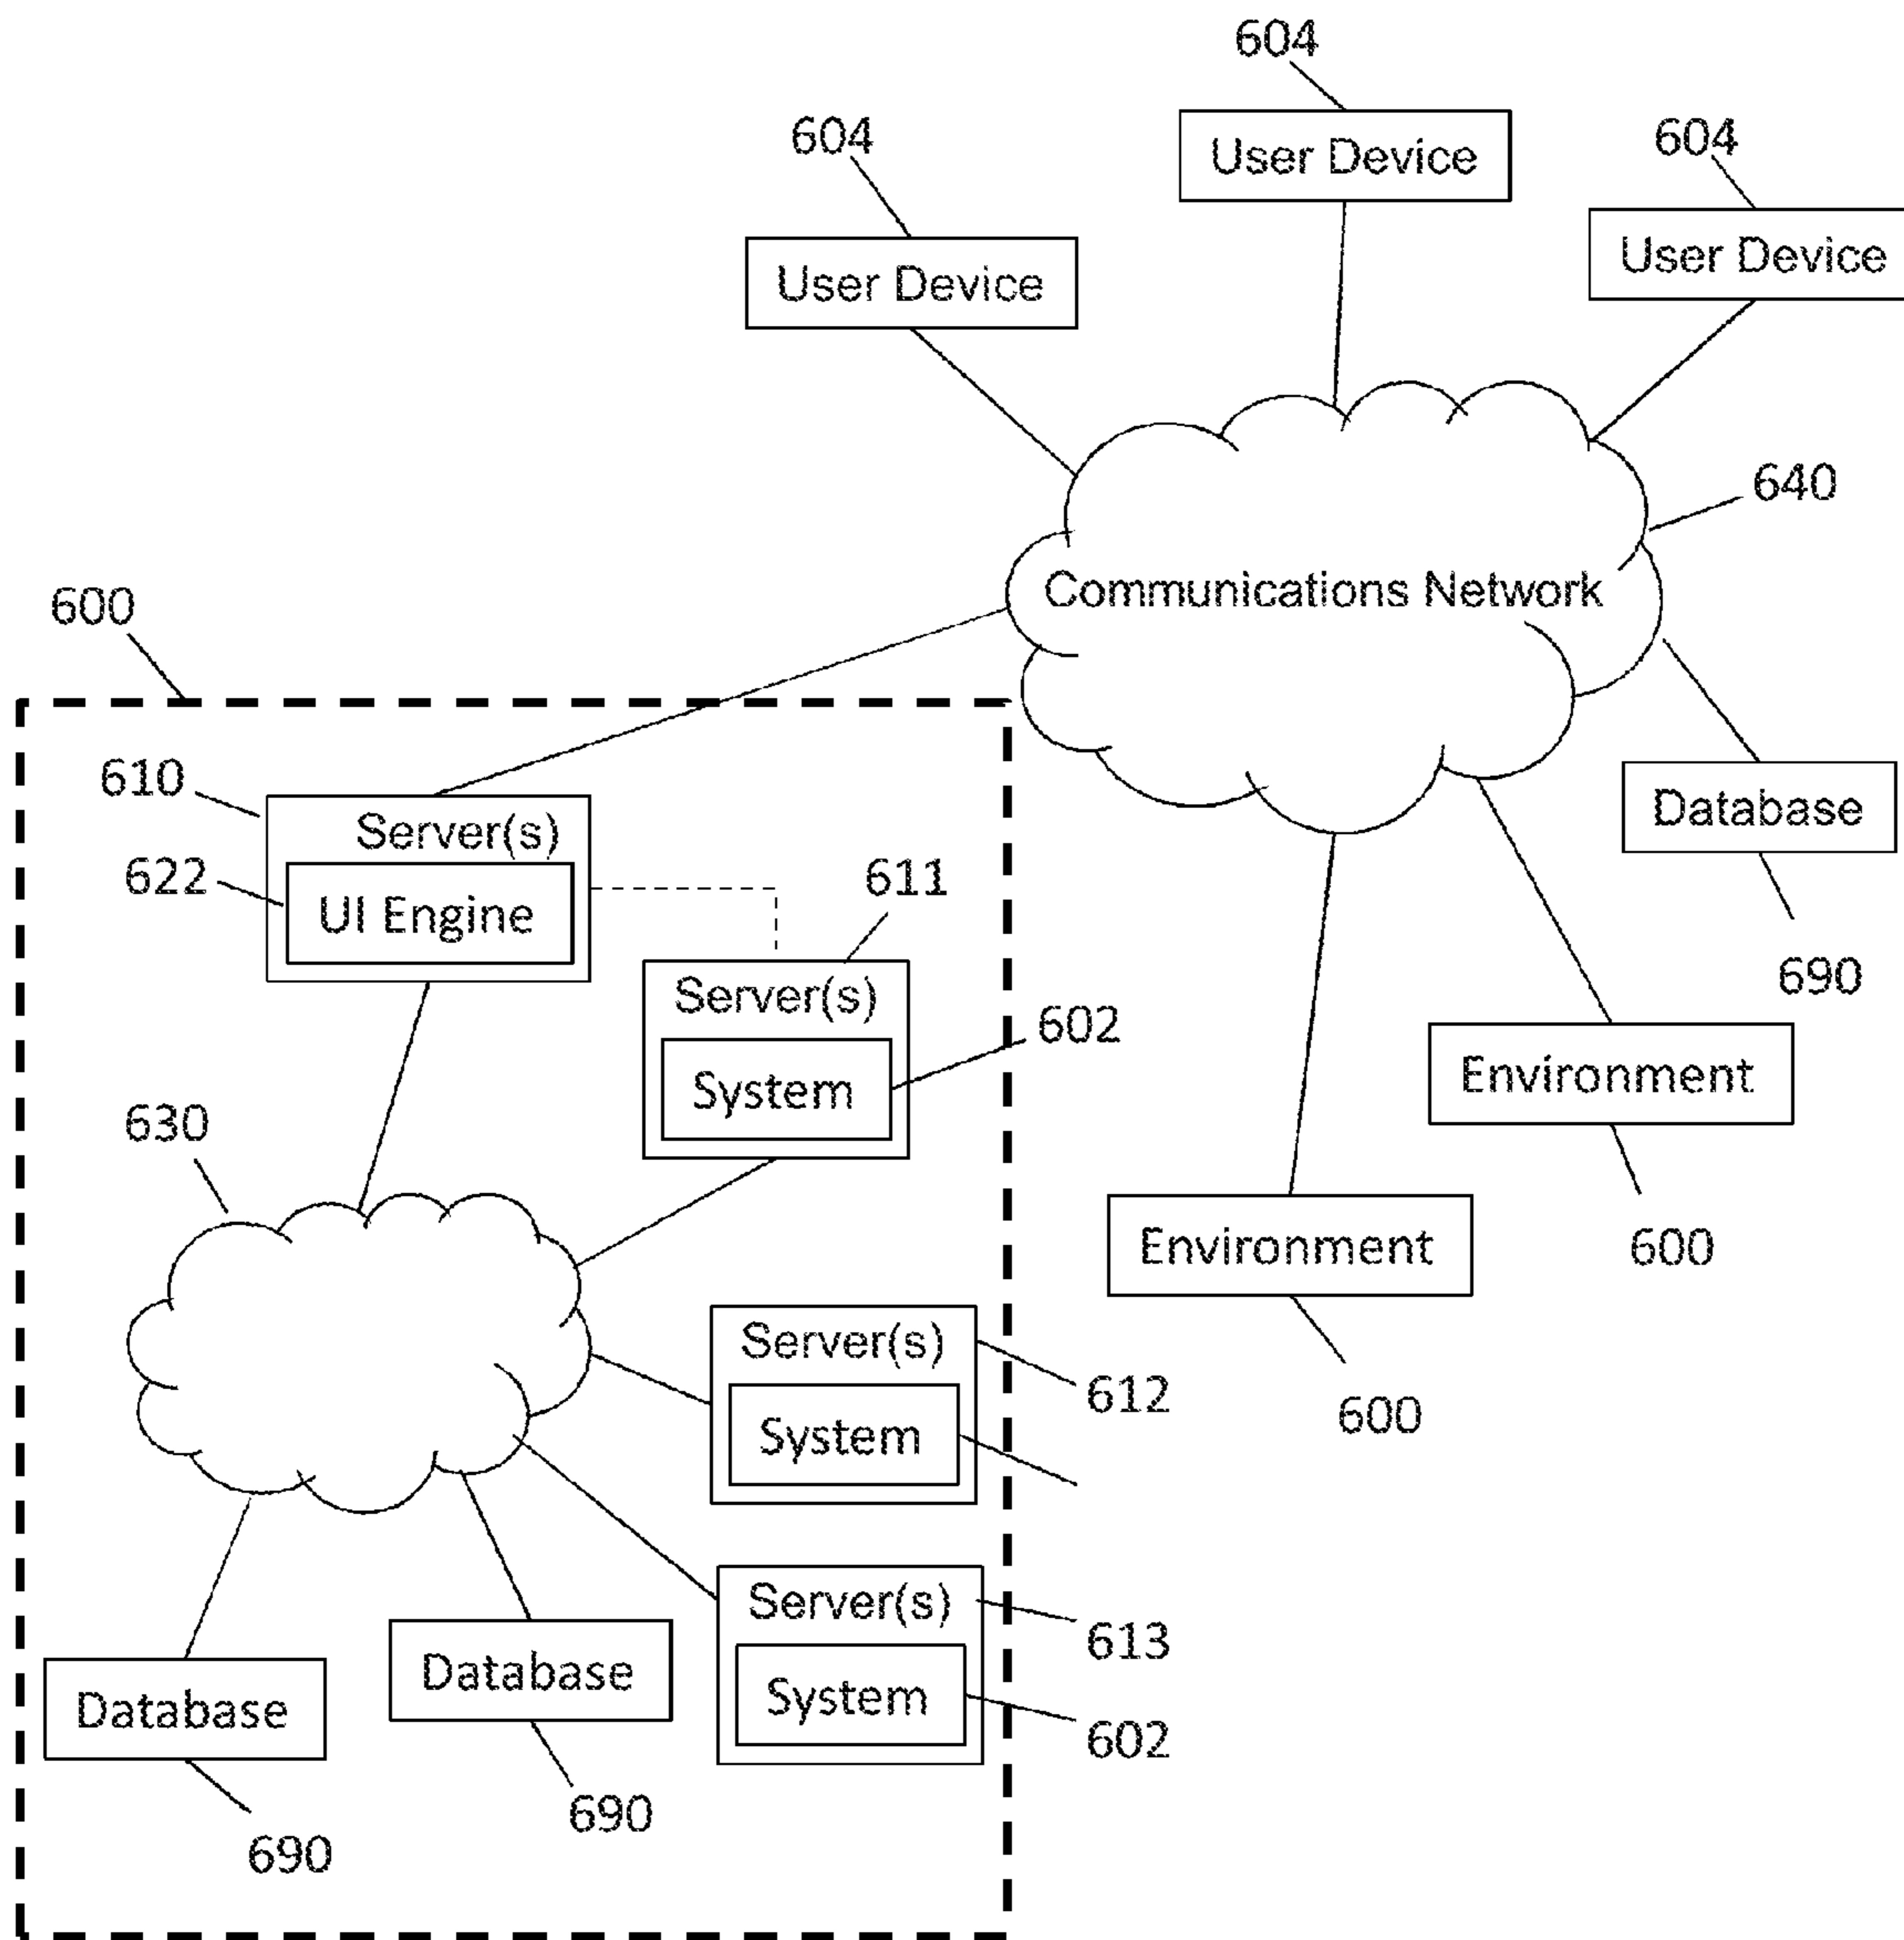 604
User Device
604
User Device
604
User Device
640
Communications Network
600
610
Server(s)
622
UI Engine
611
Server(s)
System
602
Database
690
Environment
600
Environment
600
630
Server(s)
612
System
Server(s)
613
System
602
Database
690
Database
690